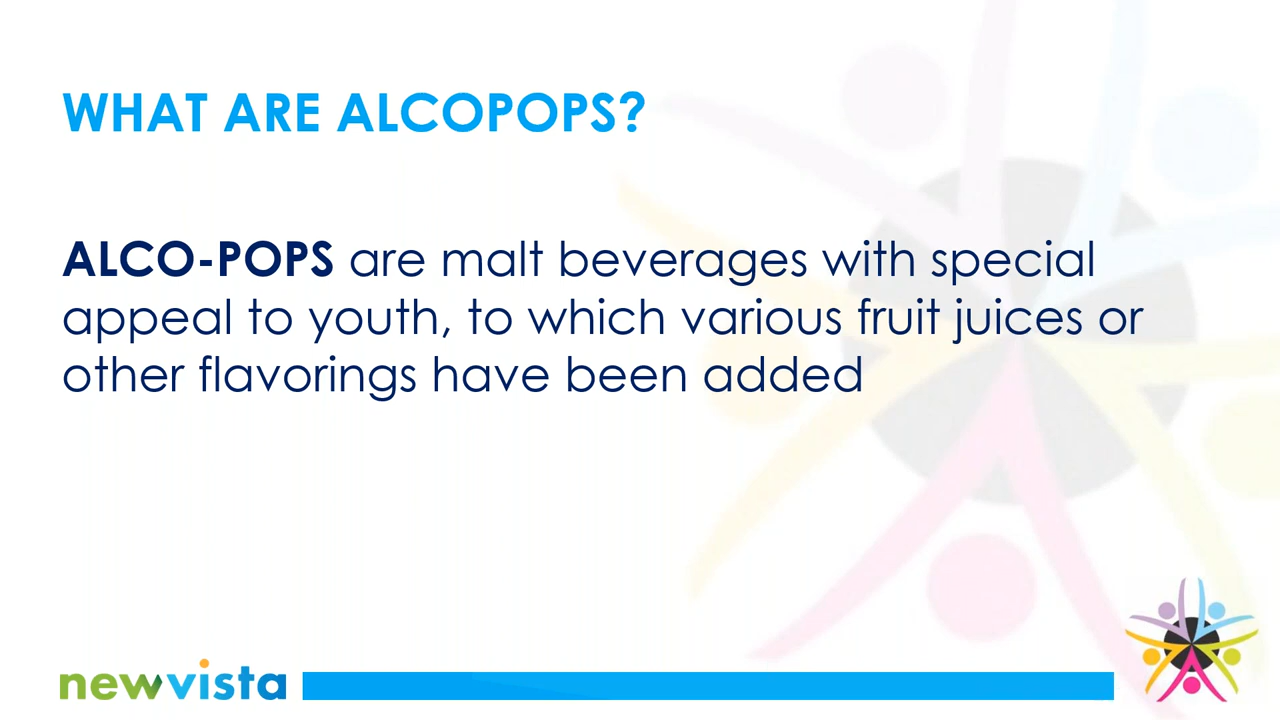 WHAT ARE ALCOPOPS?
ALCO-POPS are malt beverages with special
appeal to youth, to which various fruit juices or
other flavorings have been added
newvista